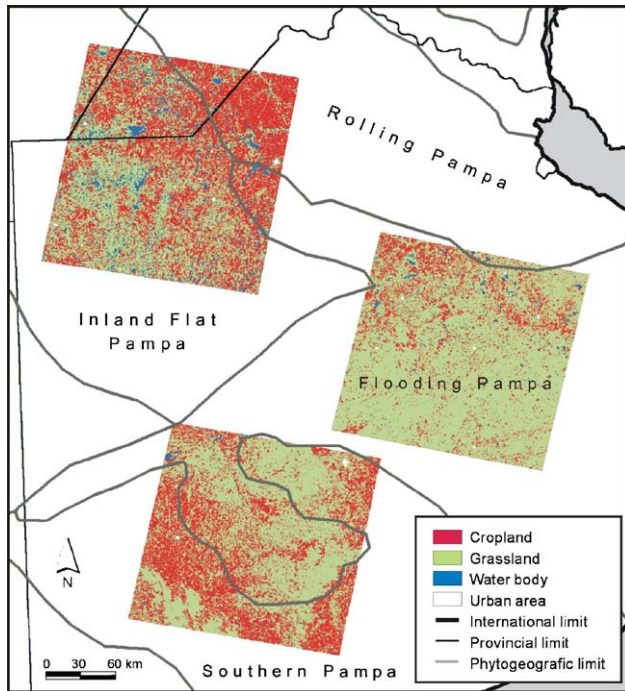 Rolling Pampa
Inland Flat
Pampa
Flooding Pampa
Cropland
Grassland
Water body
Urban area
International limit
Provincial limit
Phytogeografic limit
N
0 30 60 km
Southern Pampa